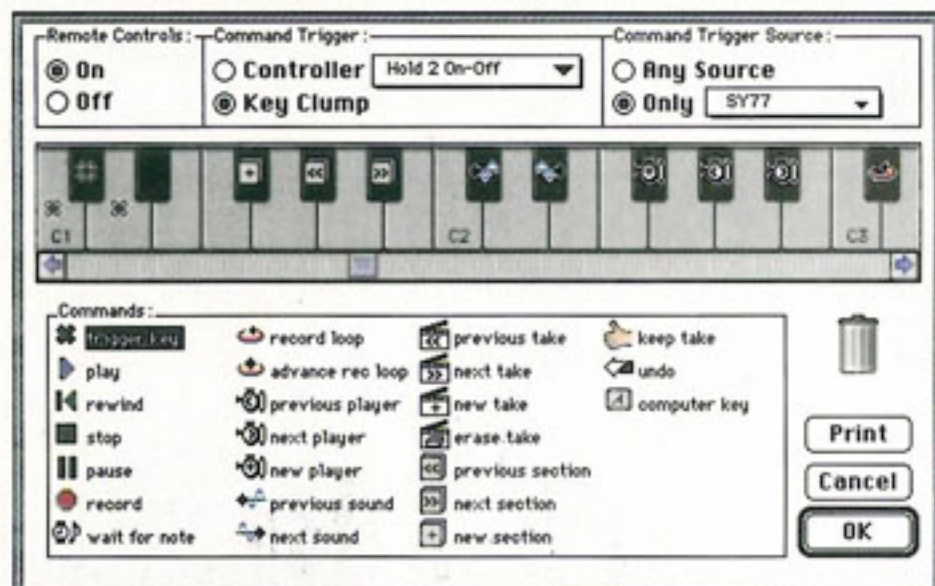 Remote Controls:
On
Off
Command Trigger:
Controller
Hold 2 On-Off
Key Clump
Command Trigger Source:
Any Source
Only
SY77
C1
C2
C3
Commands:
trigger key
play
rewind
stop
pause
record
wait for note
record loop
advance rec loop
previous player
next player
new player
previous sound
next sound
previous take
next take
new take
erase take
previous section
next section
new section
keep take
undo
computer key
Print
Cancel
OK